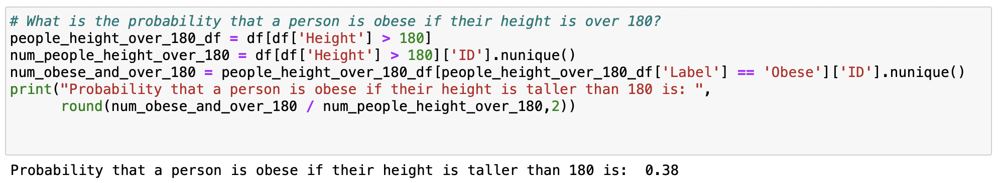 # What is the probability that a person is obese if their height is over 180?
people_height_over_180_df = df[df['Height'] > 180]
num_people_height_over_180 = df[df['Height'] > 180]['ID'].nunique()
num_obese_and_over_180 = people_height_over_180_df[people_height_over_180_df['Label'] == 'Obese']['ID'].nunique()
print("Probability that a person is obese if their height is taller than 180 is: ",
      round(num_obese_and_over_180 / num_people_height_over_180,2))
Probability that a person is obese if their height is taller than 180 is:  0.38